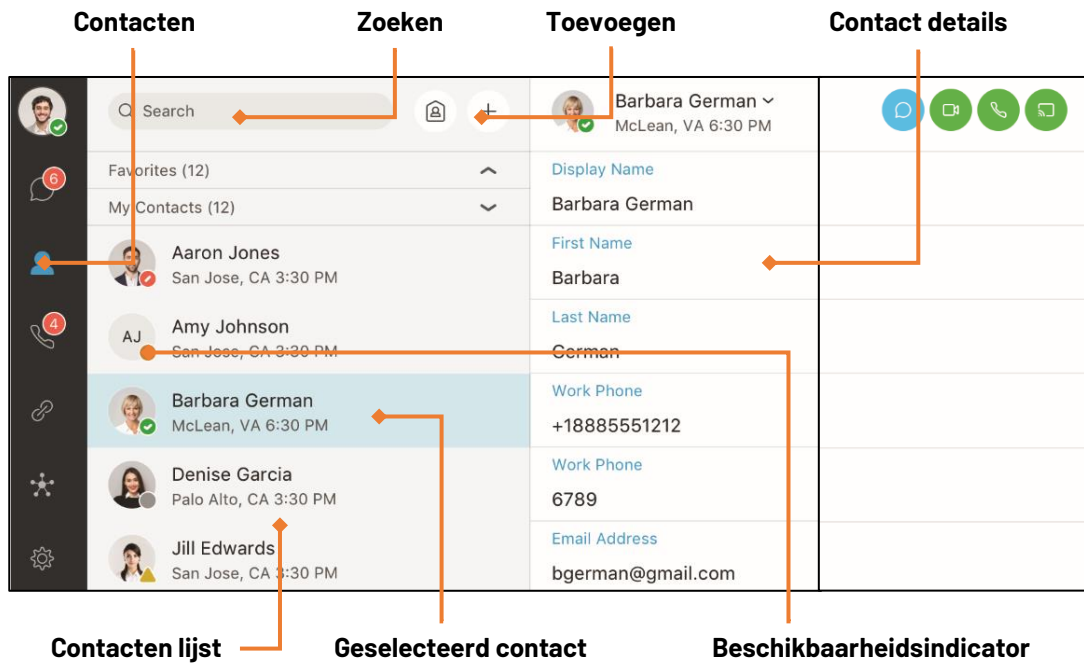 Contacten
Zoeken
Toevoegen
Contact details
Search
Barbara German
McLean, VA 6:30 PM
6
Favorites (12)
My Contacts (12)
Display Name
Barbara German
Aaron Jones
San Jose, CA 3:30 PM
First Name
Barbara
4
AJ
Amy Johnson
San Jose, CA 3:30 PM
Last Name
German
Barbara German
McLean, VA 6:30 PM
Work Phone
+18885551212
Denise Garcia
Palo Alto, CA 3:30 PM
Work Phone
6789
Jill Edwards
San Jose, CA 3:30 PM
Email Address
bgerman@gmail.com
Contacten lijst
Geselecteerd contact
Beschikbaarheidsindicator